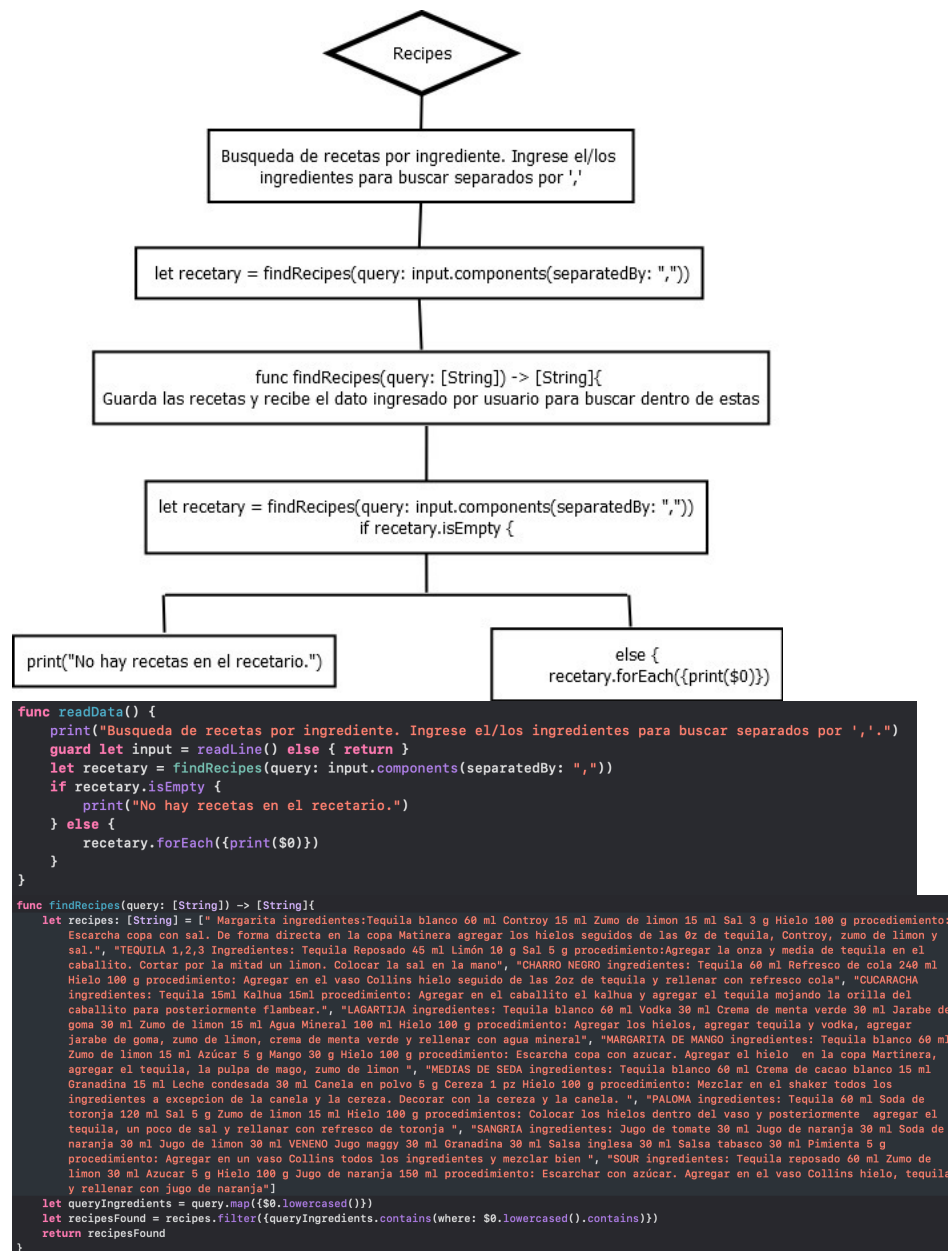 Recipes
Busqueda de recetas por ingrediente. Ingrese el/los
ingredientes para buscar separados por ','
let recetary = findRecipes(query: input.components(separatedBy: ","))
func findRecipes(query: [String]) -> [String]{
Guarda las recetas y recibe el dato ingresado por usuario para buscar dentro de estas
let recetary = findRecipes(query: input.components(separatedBy: ","))
if recetary.isEmpty {
print("No hay recetas en el recetario.")
else {
recetary.forEach({print($0)})
func readData() {
print("Busqueda de recetas por ingrediente. Ingrese el/los ingredientes para buscar separados por ','.")
guard let input = readLine() else { return }
let recetary = findRecipes(query: input.components(separatedBy: ","))
if recetary.isEmpty {
print("No hay recetas en el recetario.")
} else {
recetary.forEach({print($0)})
}
}
func findRecipes(query: [String]) -> [String]{
let recipes: [String] = [" Margarita ingredientes:Tequila blanco 60 ml Controy 15 ml Zumo de limon 15 ml Sal 3 g Hielo 100 g procediemiento:
Escarcha copa con sal. De forma directa en la copa Matinera agregar los hielos seguidos de las 0z de tequila, Controy, zumo de limon y
sal.", "TEQUILA 1,2,3 Ingredientes: Tequila Reposado 45 ml Limón 10 g Sal 5 g procedimiento:Agregar la onza y media de tequila en el
caballito. Cortar por la mitad un limon. Colocar la sal en la mano", "CHARRO NEGRO ingredientes: Tequila 60 ml Refresco de cola 240 ml
Hielo 100 g procedimiento: Agregar en el vaso Collins hielo seguido de las 2oz de tequila y rellenar con refresco cola", "CUCARACHA
ingredientes: Tequila 15ml Kalhua 15ml procedimiento: Agregar en el caballito el kalhua y agregar el tequila mojando la orilla del
caballito para posteriormente flambear.", "LAGARTIJA ingredientes: Tequila blanco 60 ml Vodka 30 ml Crema de menta verde 30 ml Jarabe de
goma 30 ml Zumo de limon 15 ml Agua Mineral 100 ml Hielo 100 g procedimiento: Agregar los hielos, agregar tequila y vodka, agregar
jarabe de goma, zumo de limon, crema de menta verde y rellenar con agua mineral", "MARGARITA DE MANGO ingredientes: Tequila blanco 60 ml
Zumo de limon 15 ml Azúcar 5 g Mango 30 g Hielo 100 g procedimiento: Escarcha copa con azucar. Agregar el hielo  en la copa Martinera,
agregar el tequila, la pulpa de mago, zumo de limon ", "MEDIAS DE SEDA ingredientes: Tequila blanco 60 ml Crema de cacao blanco 15 ml
Granadina 15 ml Leche condesada 30 ml Canela en polvo 5 g Cereza 1 pz Hielo 100 g procedimiento: Mezclar en el shaker todos los
ingredientes a excepcion de la canela y la cereza. Decorar con la cereza y la canela. ", "PALOMA ingredientes: Tequila 60 ml Soda de
toronja 120 ml Sal 5 g Zumo de limon 15 ml Hielo 100 g procedimientos: Colocar los hielos dentro del vaso y posteriormente  agregar el
tequila, un poco de sal y rellanar con refresco de toronja ", "SANGRIA ingredientes: Jugo de tomate 30 ml Jugo de naranja 30 ml Soda de
naranja 30 ml Jugo de limon 30 ml VENENO Jugo maggy 30 ml Granadina 30 ml Salsa inglesa 30 ml Salsa tabasco 30 ml Pimienta 5 g
procedimiento: Agregar en un vaso Collins todos los ingredientes y mezclar bien ", "SOUR ingredientes: Tequila reposado 60 ml Zumo de
limon 30 ml Azucar 5 g Hielo 100 g Jugo de naranja 150 ml procedimiento: Escarchar con azúcar. Agregar en el vaso Collins hielo, tequila
y rellenar con jugo de naranja"]
let queryIngredients = query.map({$0.lowercased()})
let recipesFound = recipes.filter({queryIngredients.contains(where: $0.lowercased().contains)})
return recipesFound
}